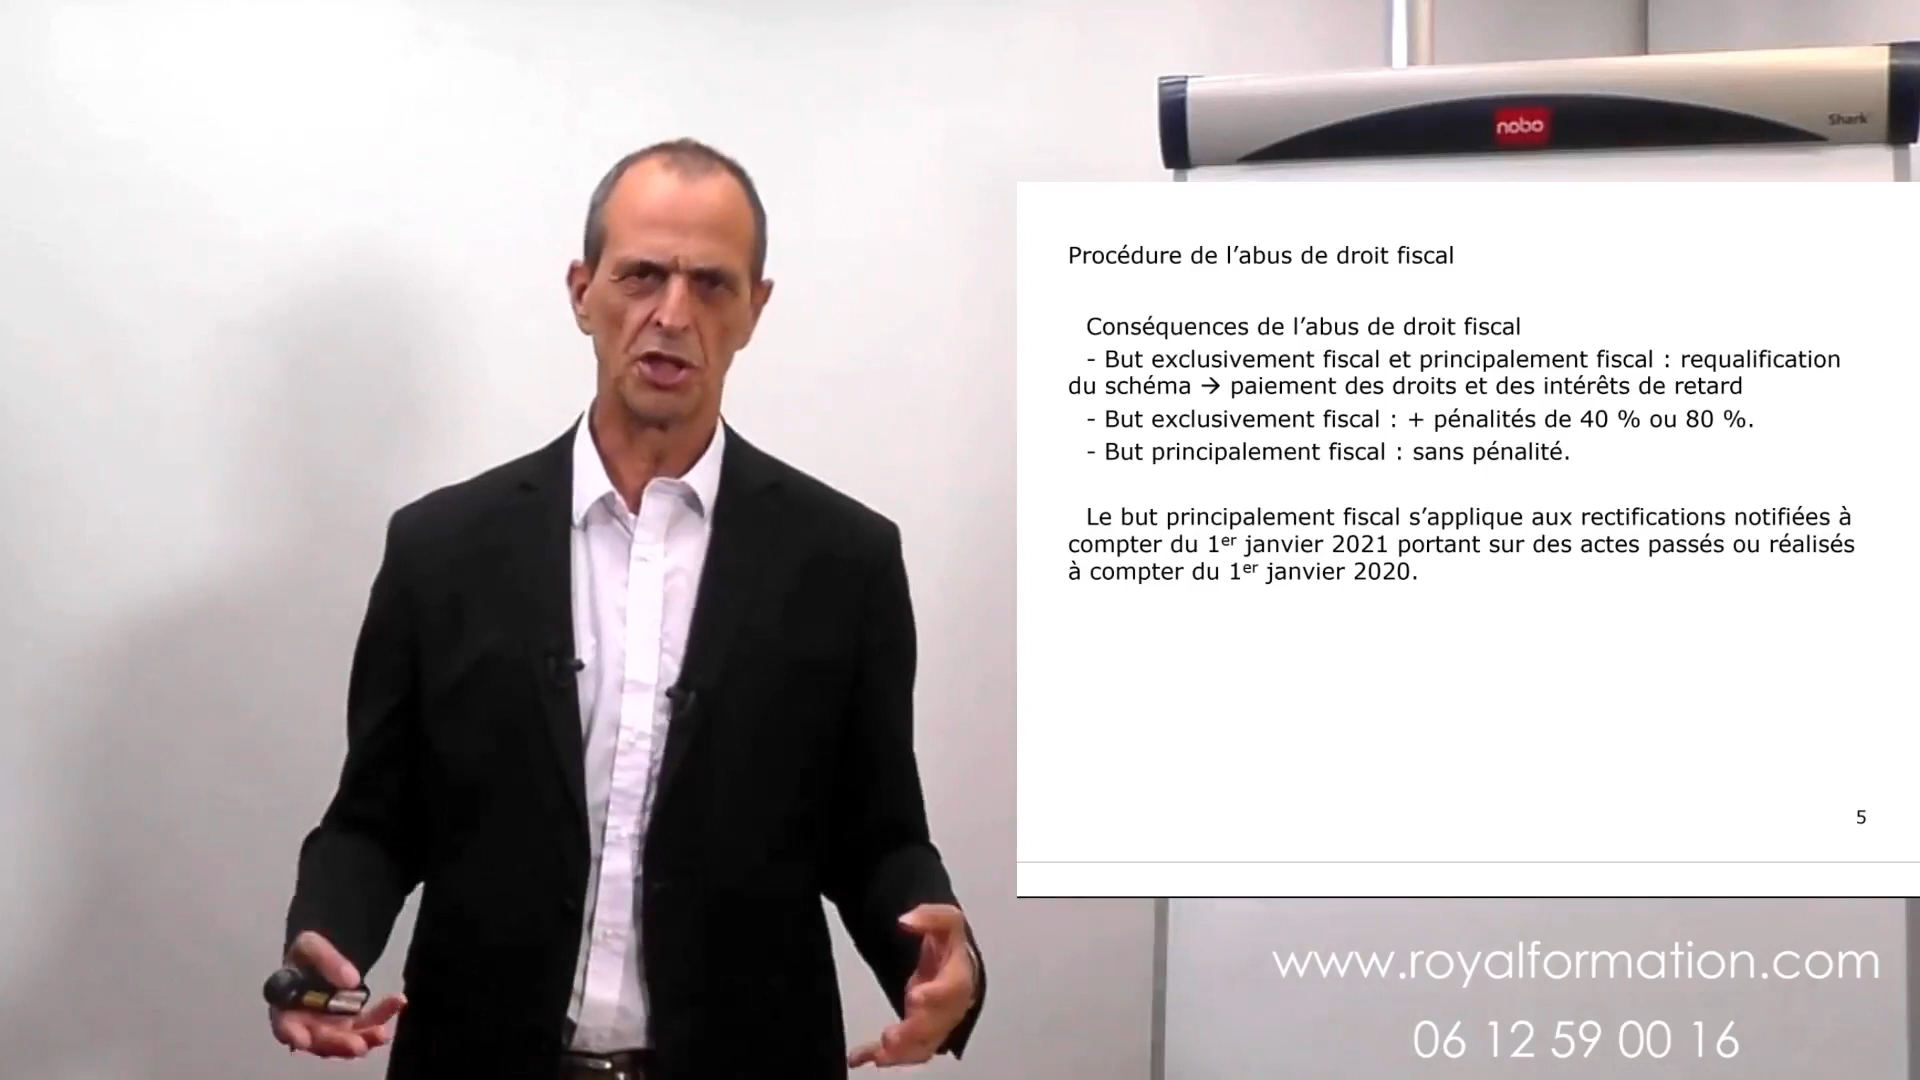 nobo
Shark
Procédure de l’abus de droit fiscal
Conséquences de l’abus de droit fiscal
- But exclusivement fiscal et principalement fiscal : requalification
du schéma → paiement des droits et des intérêts de retard
- But exclusivement fiscal : + pénalités de 40 % ou 80 %.
- But principalement fiscal : sans pénalité.
Le but principalement fiscal s’applique aux rectifications notifiées à
compter du 1er janvier 2021 portant sur des actes passés ou réalisés
à compter du 1er janvier 2020.
5
www.royalformation.com
06 12 59 00 16